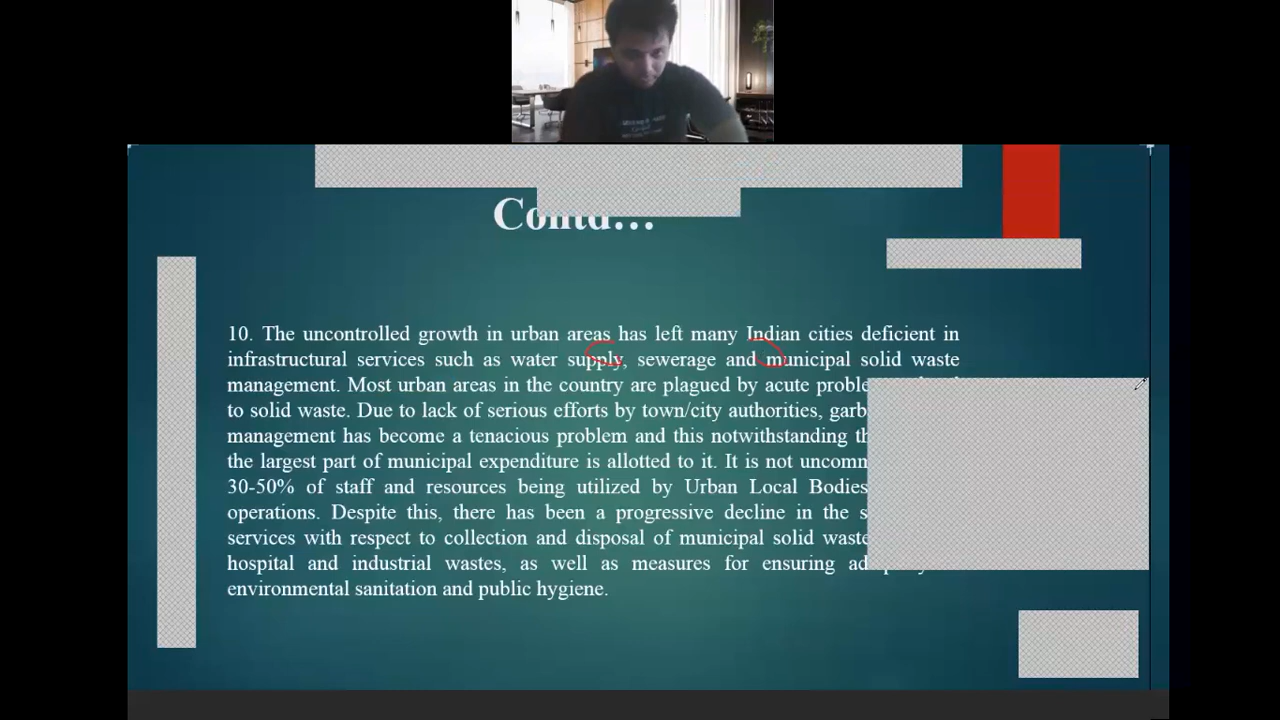 Contd...
10. The uncontrolled growth in urban areas has left many Indian cities deficient in
infrastructural services such as water supply, sewerage and municipal solid waste
management. Most urban areas in the country are plagued by acute
to solid waste. Due to lack of serious efforts by town/city authorities,
management has become a tenacious problem and this notwithstanding
the largest part of municipal expenditure is allotted to it. It is not
30-50% of staff and resources being utilized by Urban Local Bodies
operations. Despite this, there has been a progressive decline in the
services with respect to collection and disposal of municipal solid waste
hospital and industrial wastes, as well as measures for ensuring
environmental sanitation and public hygiene.